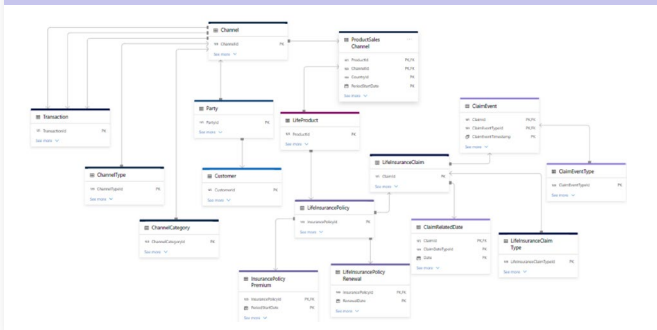 Channel
ChannelId PK
See more
ProductSales
Channel
ProductId PK,FK
ChannelId PK,FK
CountryId PK
PeriodStartDate PK
See more
Transaction
TransactionId PK
See more
Party
PartyId PK
See more
LifeProduct
ProductId PK
See more
ClaimEvent
ClaimId PK,FK
ClaimEventTypeId PK,FK
ClaimEventTimestamp PK
See more
ChannelType
ChannelTypeId PK
See more
Customer
CustomerId PK
See more
LifeInsuranceClaim
ClaimId PK
See more
ClaimEventType
ClaimEventTypeId PK
See more
ChannelCategory
ChannelCategoryId PK
See more
LifeInsurancePolicy
InsurancePolicyId PK
See more
ClaimRelatedDate
ClaimId PK,FK
ClaimDateTypeId PK
Date PK
See more
LifeInsuranceClaim
Type
LifeInsuranceClaimTypeId PK
See more
InsurancePolicy
Premium
InsurancePolicyId PK,FK
PeriodStartDate PK
See more
LifeInsurancePolicy
Renewal
InsurancePolicyId PK,FK
RenewalDate PK
See more